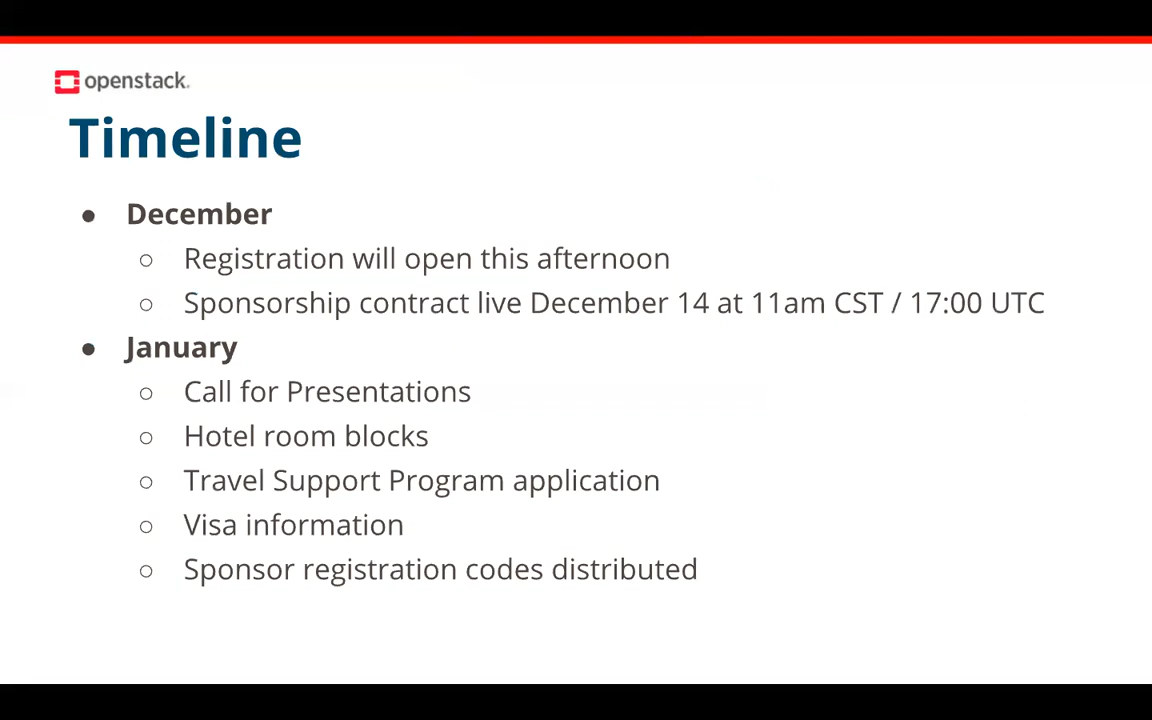 openstack.
Timeline
● December
○ Registration will open this afternoon
○ Sponsorship contract live December 14 at 11am CST / 17:00 UTC
● January
○ Call for Presentations
○ Hotel room blocks
○ Travel Support Program application
○ Visa information
○ Sponsor registration codes distributed